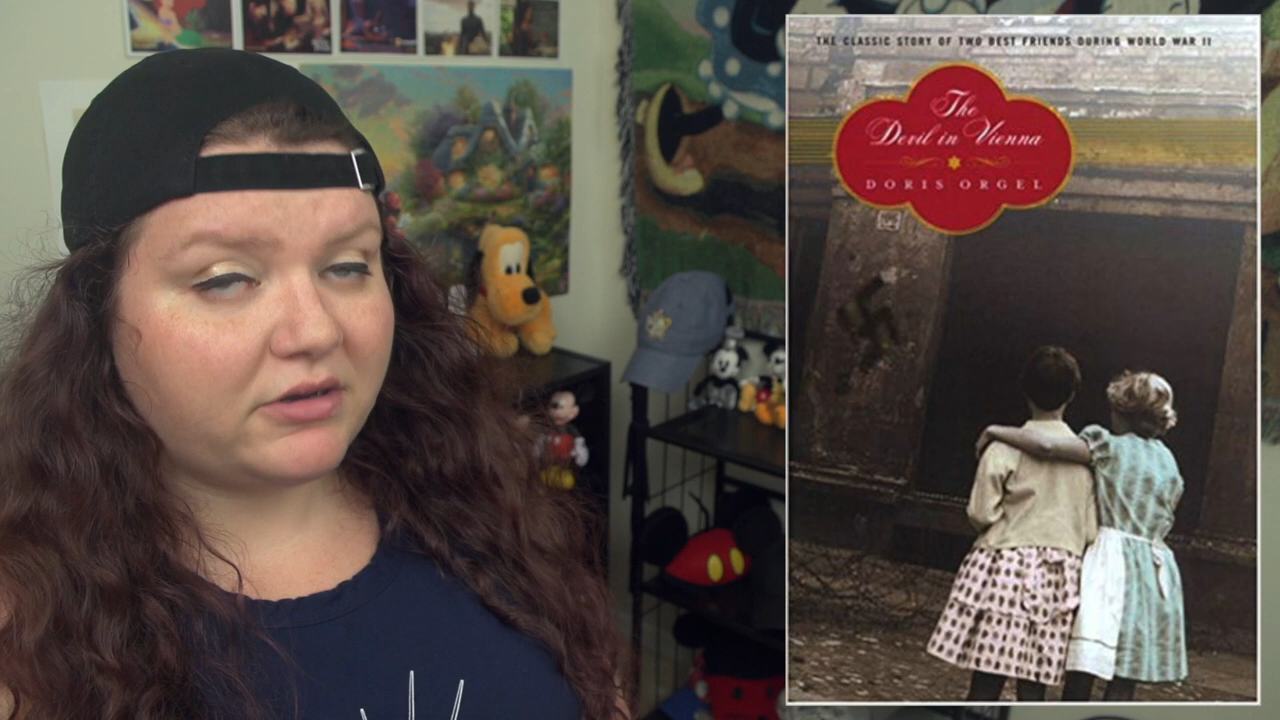 THE CLASSIC STORY OF TWO BEST FRIENDS DURING WORLD WAR II
The
Devil in Vienna
DORIS ORGEL